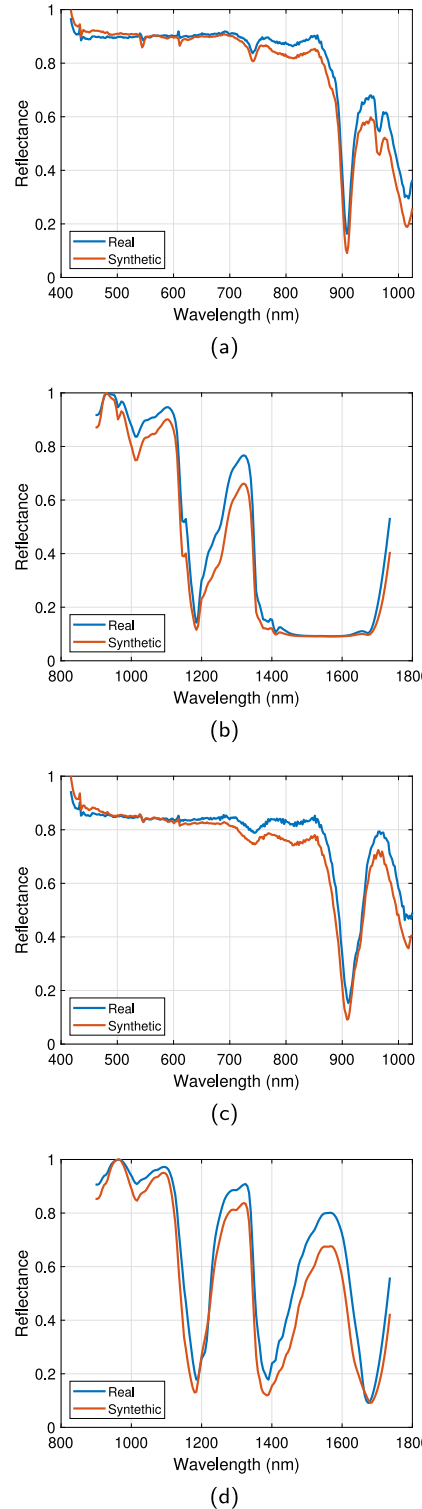 1
0.8
0.6
0.4
0.2
0
Reflectance
Real
Synthetic
400 500 600 700 800 900 1000
Wavelength (nm)
(a)
1
0.8
0.6
0.4
0.2
0
Reflectance
Real
Synthetic
800 1000 1200 1400 1600 1800
Wavelength (nm)
(b)
1
0.8
0.6
0.4
0.2
0
Reflectance
Real
Synthetic
400 500 600 700 800 900 1000
Wavelength (nm)
(c)
1
0.8
0.6
0.4
0.2
0
Reflectance
Real
Syntethic
800 1000 1200 1400 1600 1800
Wavelength (nm)
(d)